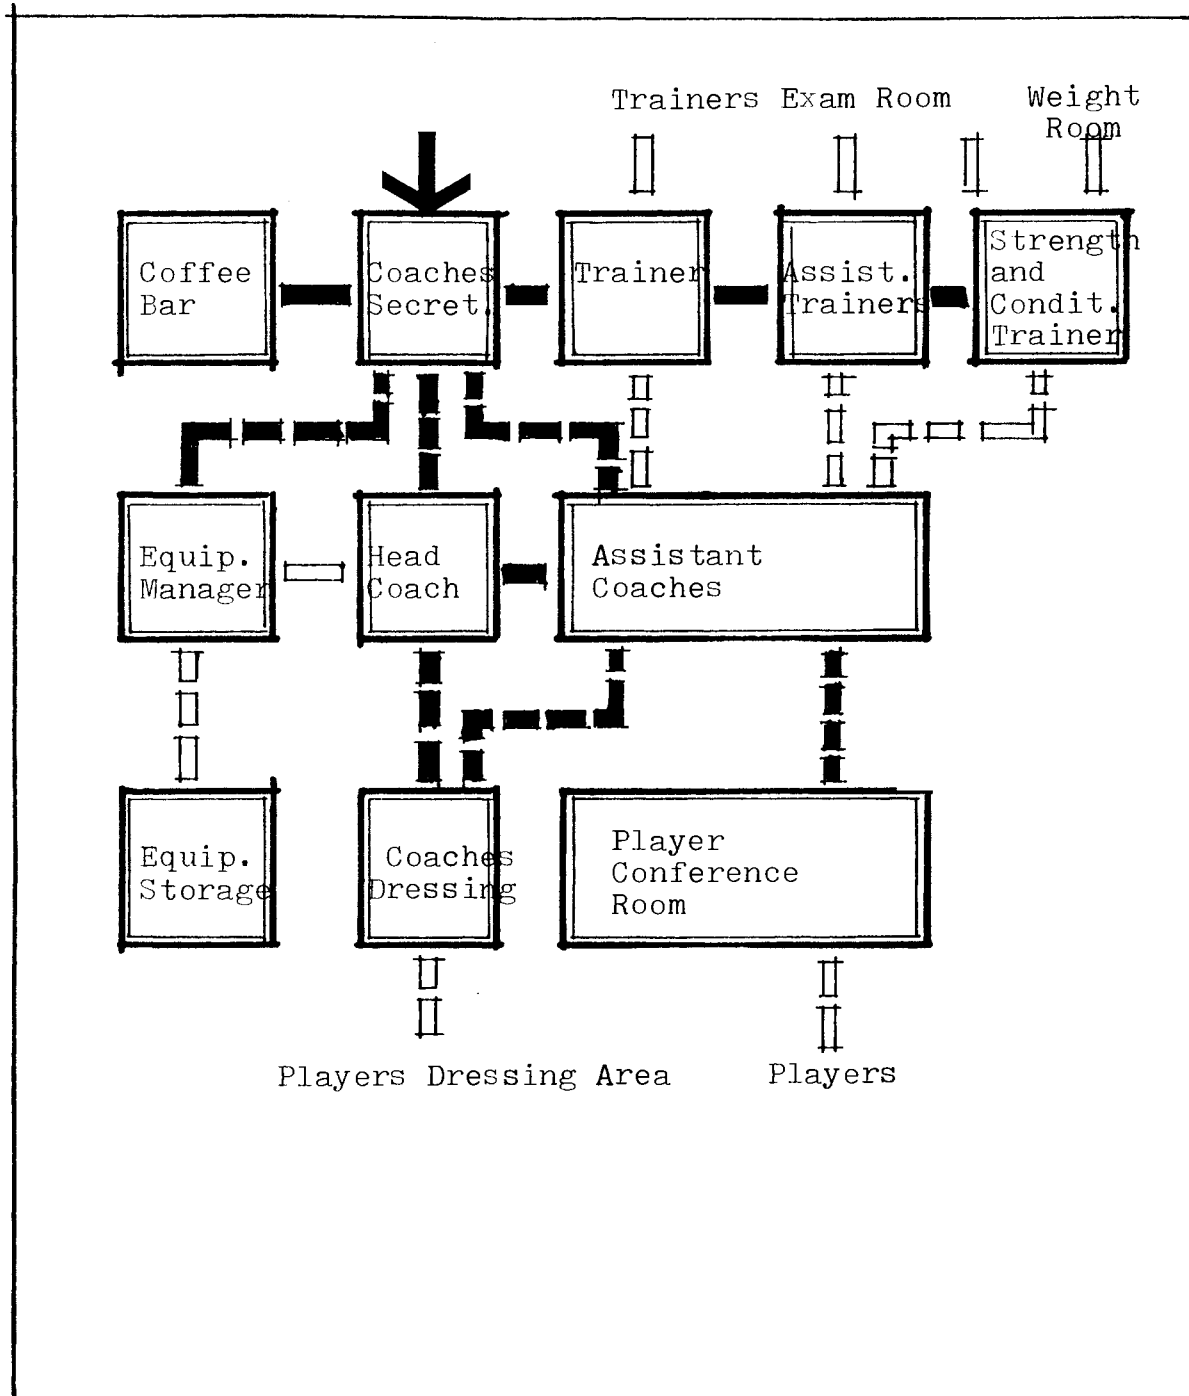 Trainers Exam Room
Weight
Room
Coffee
Bar
Coaches
Secret.
Trainer
Assist.
Trainers
Strength
and
Condit.
Trainer
Equip.
Manager
Head
Coach
Assistant
Coaches
Equip.
Storage
Coaches
Dressing
Player
Conference
Room
Players Dressing Area
Players